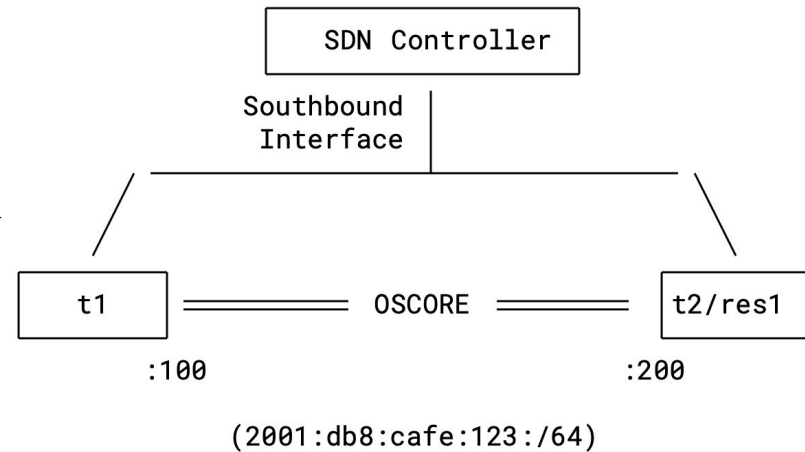 SDN Controller
Southbound
Interface
t1
OSCORE
t2/res1
:100
:200
(2001:db8:cafe:123:/64)